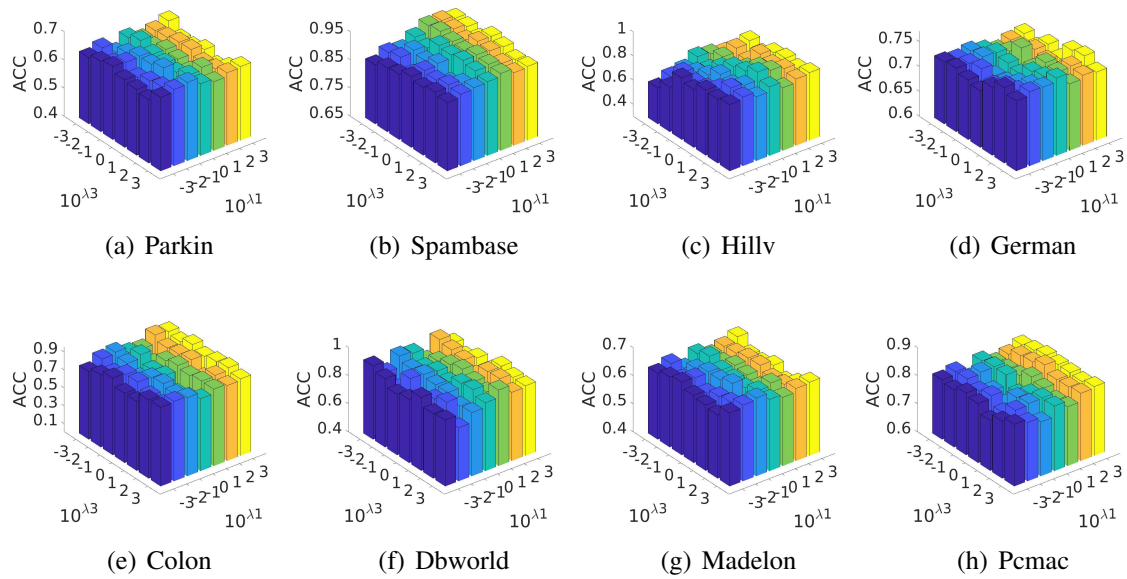 ACC 0.7 0.6 0.5 0.4 -3 -2 -1 0 1 2 3 10^λ3 -3 -2 -1 0 1 2 3 10^λ1
(a) Parkin
ACC 0.95 0.85 0.75 0.65 -3 -2 -1 0 1 2 3 10^λ3 -3 -2 -1 0 1 2 3 10^λ1
(b) Spambase
ACC 1 0.8 0.6 0.4 -3 -2 -1 0 1 2 3 10^λ3 -3 -2 -1 0 1 2 3 10^λ1
(c) Hillv
ACC 0.75 0.7 0.65 0.6 -3 -2 -1 0 1 2 3 10^λ3 -3 -2 -1 0 1 2 3 10^λ1
(d) German
ACC 0.9 0.7 0.5 0.3 0.1 -3 -2 -1 0 1 2 3 10^λ3 -3 -2 -1 0 1 2 3 10^λ1
(e) Colon
ACC 1 0.8 0.6 0.4 -3 -2 -1 0 1 2 3 10^λ3 -3 -2 -1 0 1 2 3 10^λ1
(f) Dbworld
ACC 0.7 0.6 0.5 0.4 -3 -2 -1 0 1 2 3 10^λ3 -3 -2 -1 0 1 2 3 10^λ1
(g) Madelon
ACC 0.9 0.8 0.7 0.6 -3 -2 -1 0 1 2 3 10^λ3 -3 -2 -1 0 1 2 3 10^λ1
(h) Pcmac